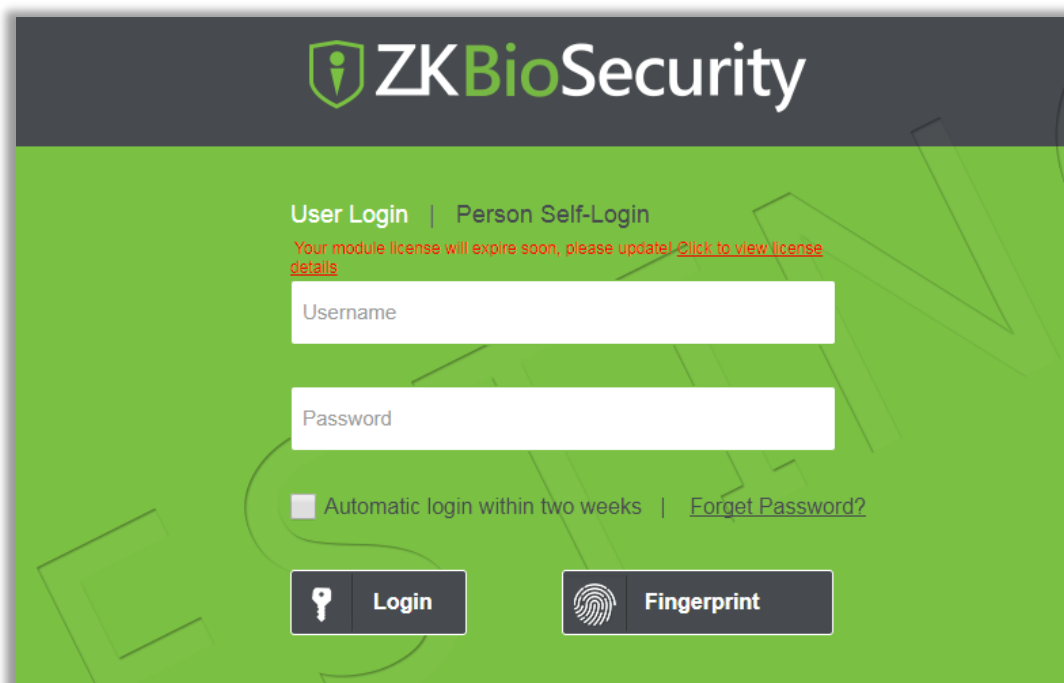 ZKBioSecurity
User Login | Person Self-Login
Your module license will expire soon, please update! Click to view license
details
Username
Password
Automatic login within two weeks | Forget Password?
Login
Fingerprint